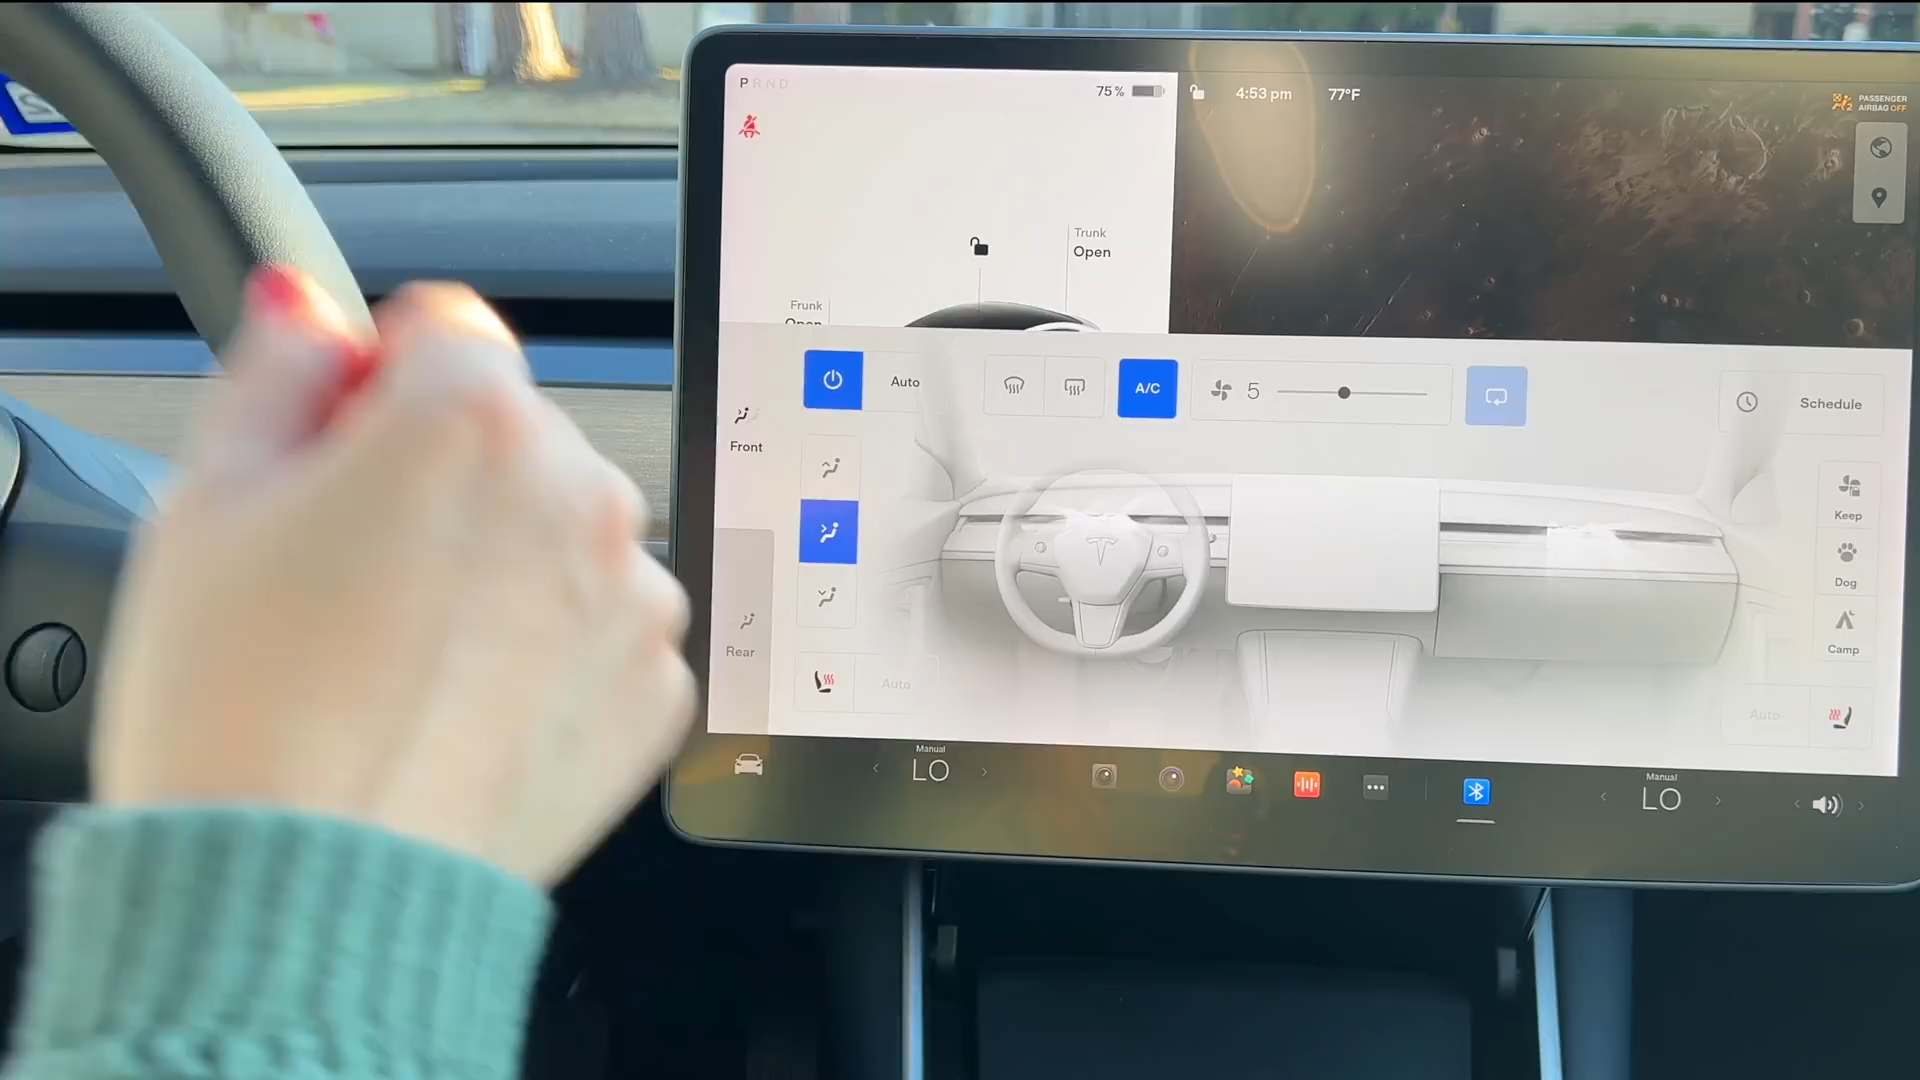 P R N D
75%
4:53 pm
77°F
PASSENGER
AIRBAG OFF
Trunk
Open
Frunk
Open
Auto
A/C
5
Schedule
Front
Keep
Dog
Rear
Camp
Auto
Auto
Manual
LO
Manual
LO